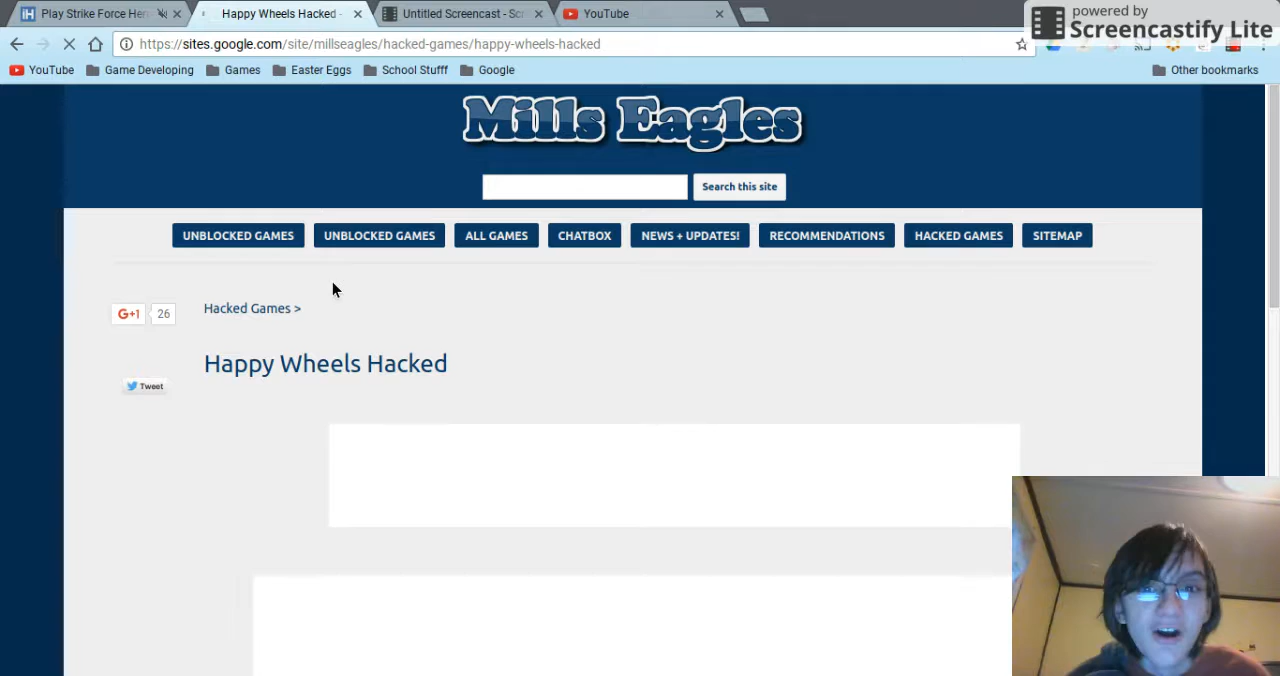 Play Strike Force Her
Happy Wheels Hacked -
Untitled Screencast - Scr
YouTube
powered by
Screencastify Lite
https://sites.google.com/site/millseagles/hacked-games/happy-wheels-hacked
YouTube
Game Developing
Games
Easter Eggs
School Stufff
Google
Other bookmarks
Mills Eagles
Search this site
UNBLOCKED GAMES
UNBLOCKED GAMES
ALL GAMES
CHATBOX
NEWS + UPDATES!
RECOMMENDATIONS
HACKED GAMES
SITEMAP
G+1
26
Hacked Games >
Happy Wheels Hacked
Tweet